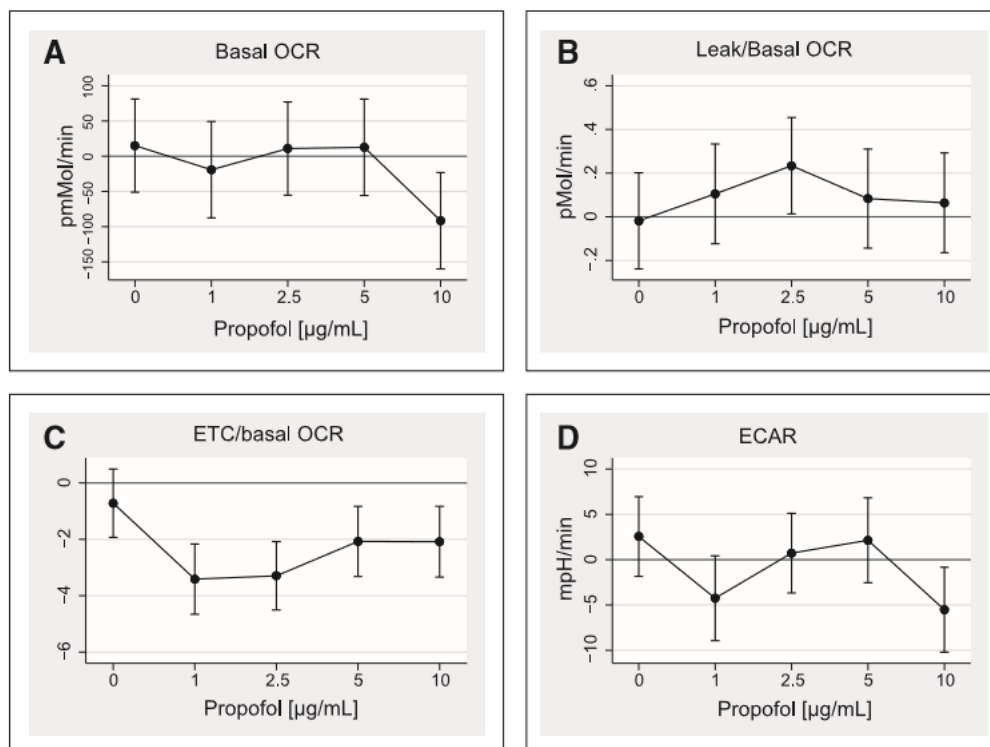 A
Basal OCR
pmMol/min
100
50
0
−50
−100
−150
0 1 2.5 5 10
Propofol [µg/mL]
B
Leak/Basal OCR
pMol/min
.6
.4
.2
0
−.2
0 1 2.5 5 10
Propofol [µg/mL]
C
ETC/basal OCR
0
−2
−4
−6
0 1 2.5 5 10
Propofol [µg/mL]
D
ECAR
mpH/min
10
5
0
−5
−10
0 1 2.5 5 10
Propofol [µg/mL]